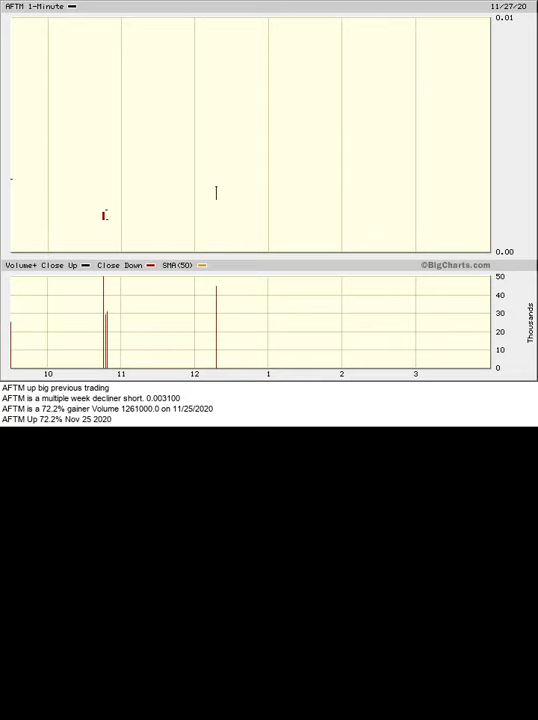 AFTM 1-Minute 11/27/20
0.01
0.00
Volume+ Close Up Close Down SMA(50) ©BigCharts.com
50
40
30
20
10
0
Thousands
10 11 12 1 2 3
AFTM up big previous trading
AFTM is a multiple week decliner short. 0.003100
AFTM is a 72.2% gainer Volume 1261000.0 on 11/25/2020
AFTM Up 72.2% Nov 25 2020